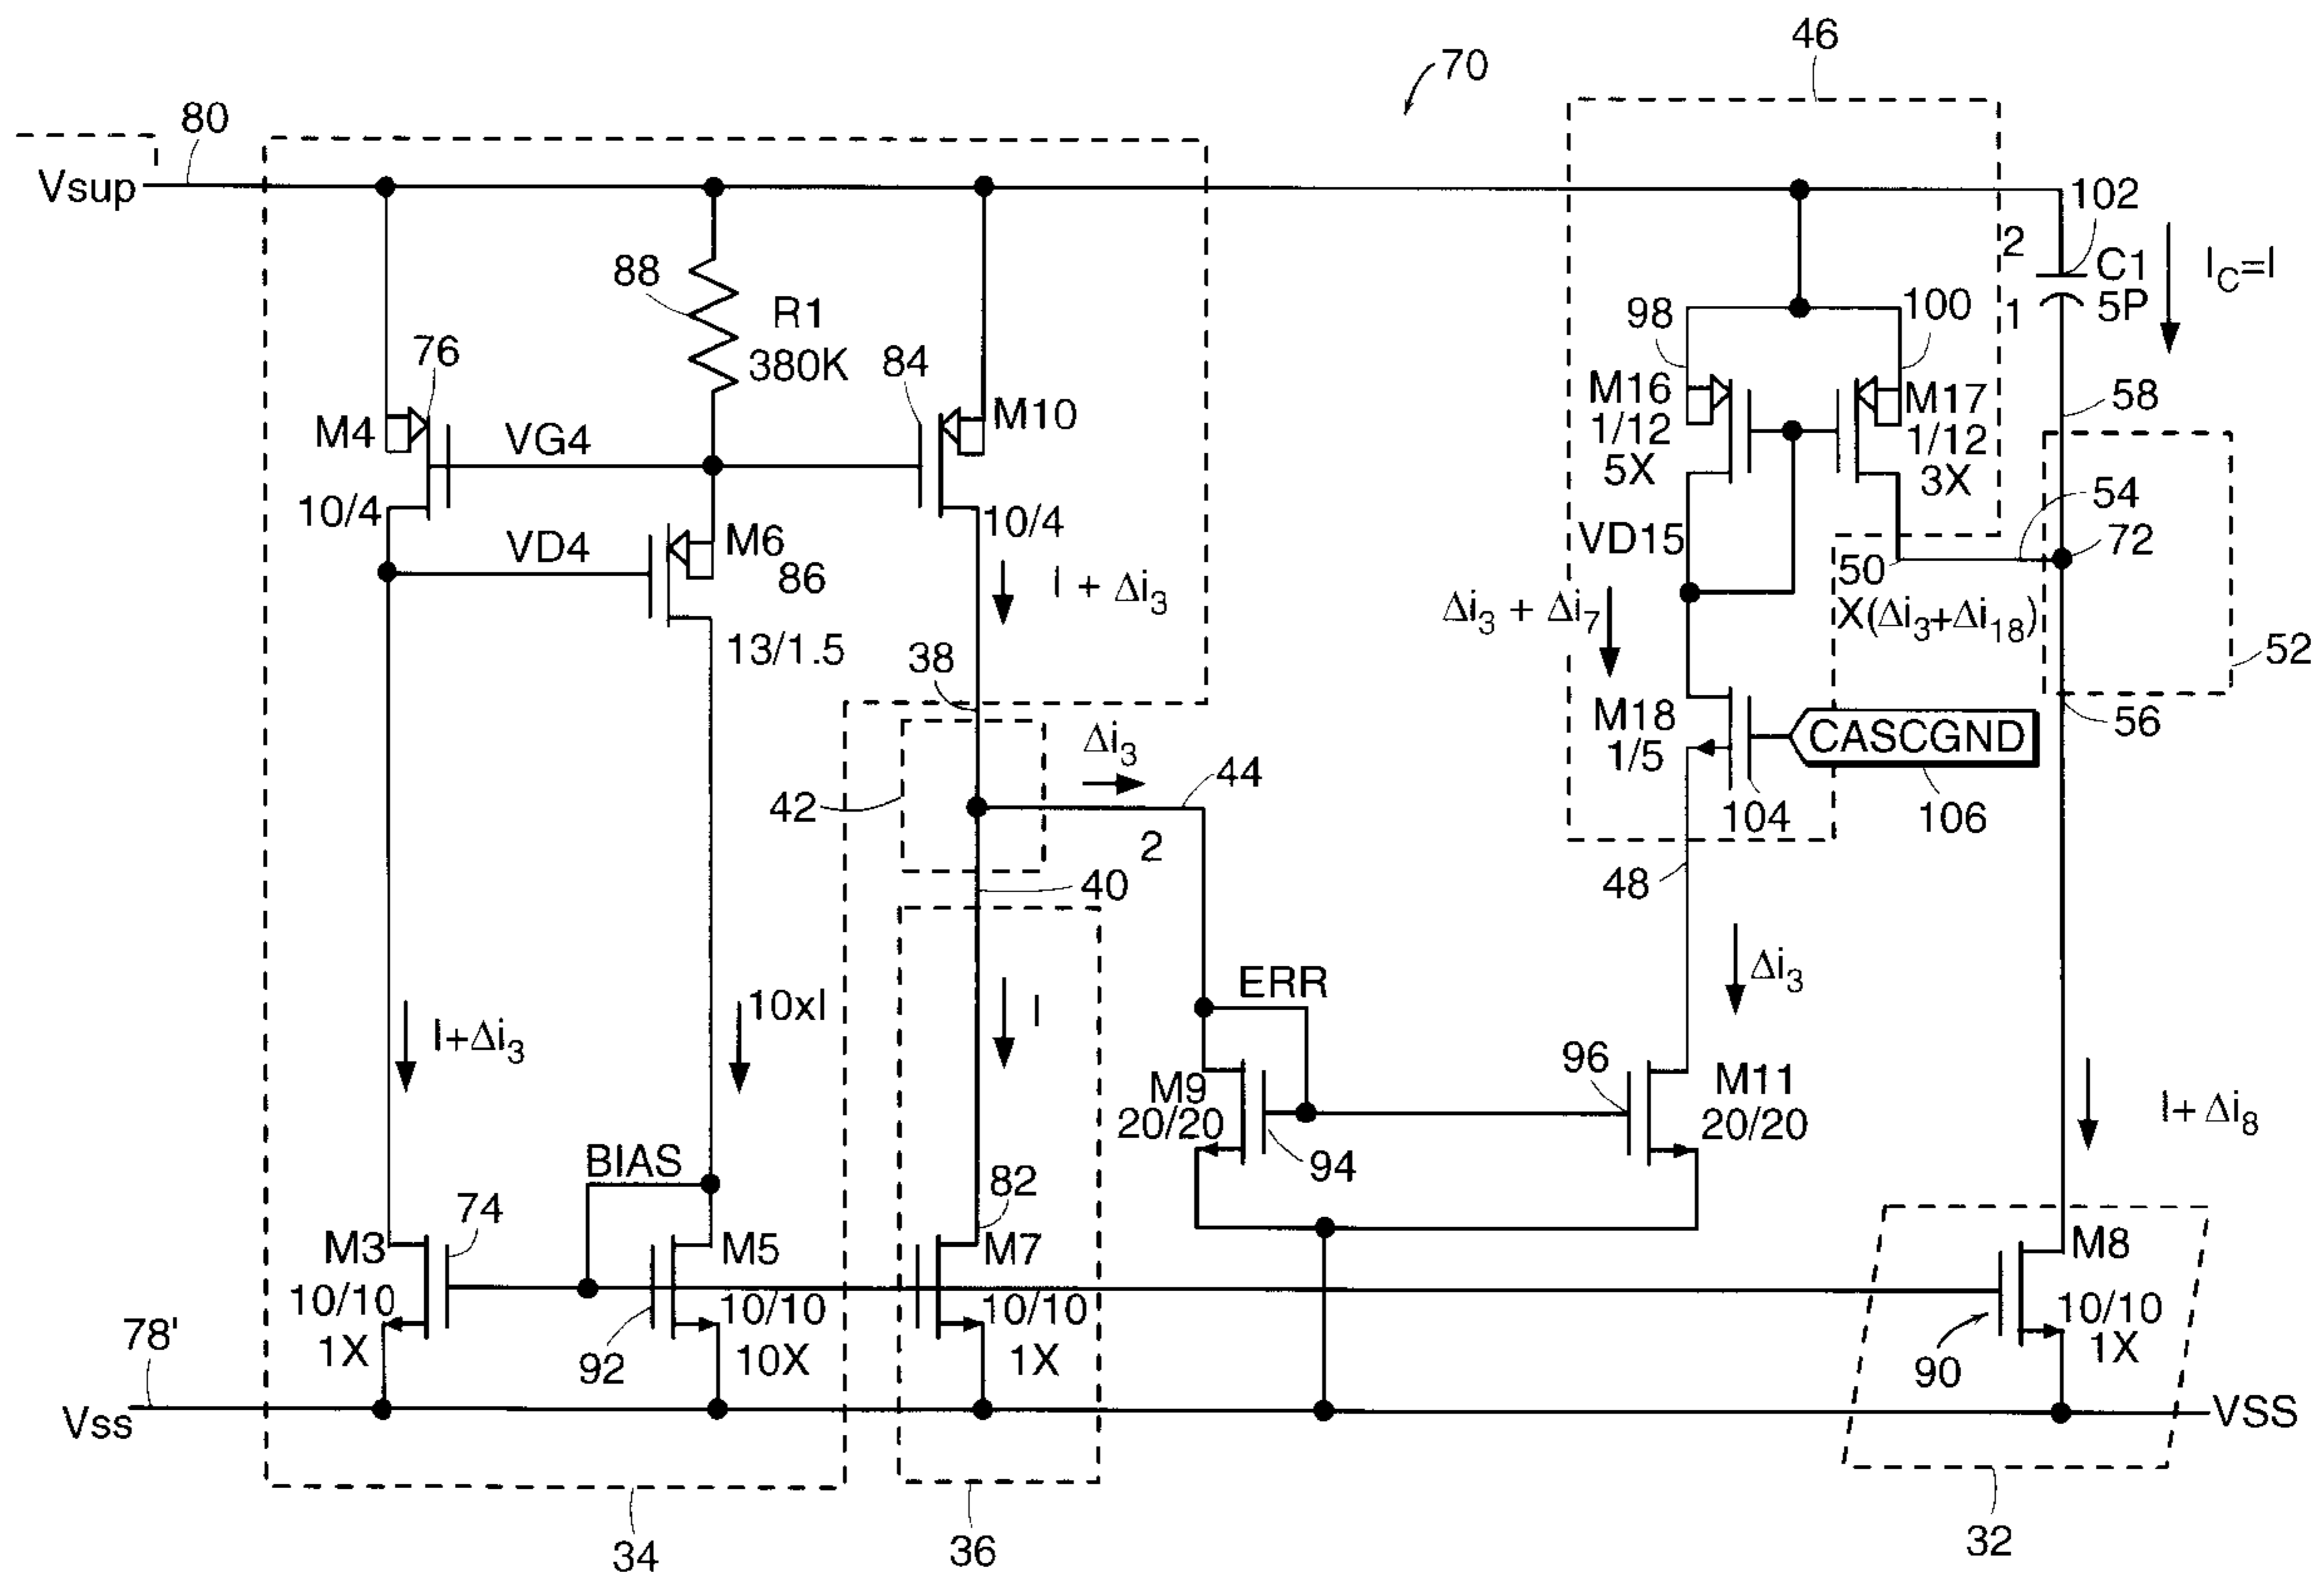 46
70
80
Vsup
102
2
C1
5P
1
I_C=I
88
R1
380K
76
84
98
100
M4
VG4
M10
M16
1/12
5X
M17
1/12
3X
58
10/4
VD4
M6
86
10/4
VD15
54
72
50
I + Δi₃
Δi₃ + Δi₇
X(Δi₃+Δi₁₈)
13/1.5
38
52
M18
1/5
CASCGND
56
Δi₃
44
42
2
104
106
40
48
ERR
Δi₃
10xI
I
I+Δi₃
96
M9
20/20
M11
20/20
I+ Δi₈
94
BIAS
82
74
M3
10/10
1X
M5
10/10
10X
M7
10/10
1X
M8
10/10
1X
78'
92
90
Vss
VSS
34
36
32